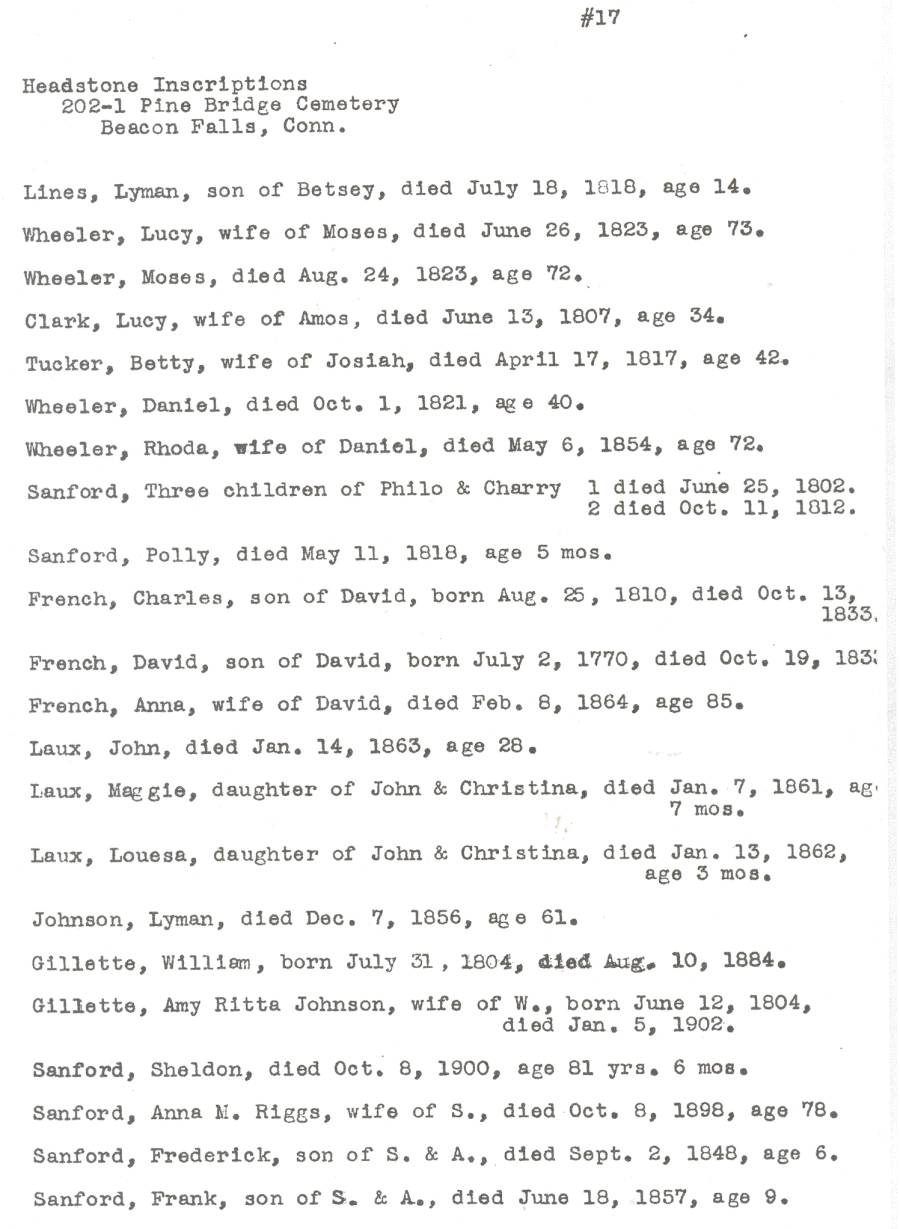 #17
Headstone Inscriptions
202-1 Pine Bridge Cemetery
Beacon Falls, Conn.
Lines, Lyman, son of Betsey, died July 18, 1818, age 14.
Wheeler, Lucy, wife of Moses, died June 26, 1823, age 73.
Wheeler, Moses, died Aug. 24, 1823, age 72.
Clark, Lucy, wife of Amos, died June 13, 1807, age 34.
Tucker, Betty, wife of Josiah, died April 17, 1817, age 42.
Wheeler, Daniel, died Oct. 1, 1821, age 40.
Wheeler, Rhoda, wife of Daniel, died May 6, 1854, age 72.
Sanford, Three children of Philo & Charry 1 died June 25, 1802.
2 died Oct. 11, 1812.
Sanford, Polly, died May 11, 1818, age 5 mos.
French, Charles, son of David, born Aug. 25, 1810, died Oct. 13,
1833.
French, David, son of David, born July 2, 1770, died Oct. 19, 183
French, Anna, wife of David, died Feb. 8, 1864, age 85.
Laux, John, died Jan. 14, 1863, age 28.
Laux, Maggie, daughter of John & Christina, died Jan. 7, 1861, ag
7 mos.
Laux, Louesa, daughter of John & Christina, died Jan. 13, 1862,
age 3 mos.
Johnson, Lyman, died Dec. 7, 1856, age 61.
Gillette, William, born July 31, 1804, died Aug. 10, 1884.
Gillette, Amy Ritta Johnson, wife of W., born June 12, 1804,
died Jan. 5, 1902.
Sanford, Sheldon, died Oct. 8, 1900, age 81 yrs. 6 mos.
Sanford, Anna M. Riggs, wife of S., died Oct. 8, 1898, age 78.
Sanford, Frederick, son of S. & A., died Sept. 2, 1848, age 6.
Sanford, Frank, son of S. & A., died June 18, 1857, age 9.